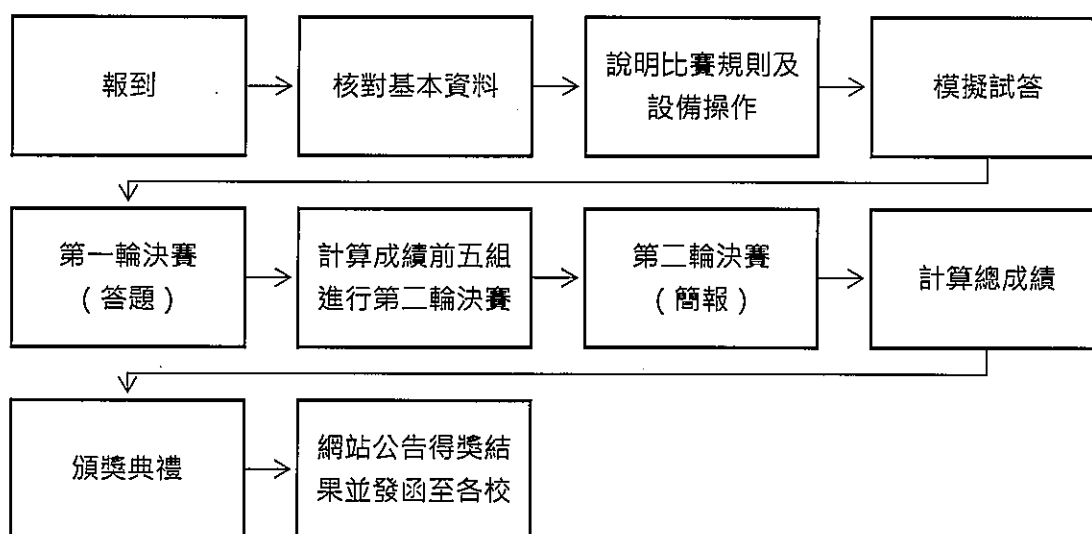 報到
核對基本資料
說明比賽規則及
設備操作
模擬試答
第一輪決賽
(答題)
計算成績前五組
進行第二輪決賽
第二輪決賽
(簡報)
計算總成績
頒獎典禮
網站公告得獎結
果並發函至各校